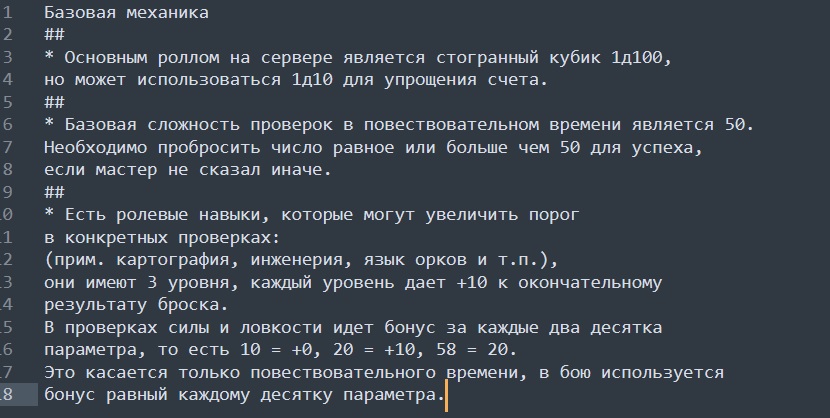 1 Базовая механика
2 ##
3 * Основным роллом на сервере является стогранный кубик 1д100,
4 но может использоваться 1д10 для упрощения счета.
5 ##
6 * Базовая сложность проверок в повествовательном времени является 50.
7 Необходимо пробросить число равное или больше чем 50 для успеха,
8 если мастер не сказал иначе.
9 ##
0 * Есть ролевые навыки, которые могут увеличить порог
1 в конкретных проверках:
2 (прим. картография, инженерия, язык орков и т.п.),
3 они имеют 3 уровня, каждый уровень дает +10 к окончательному
4 результату броска.
5 В проверках силы и ловкости идет бонус за каждые два десятка
6 параметра, то есть 10 = +0, 20 = +10, 58 = 20.
7 Это касается только повествовательного времени, в бою используется
8 бонус равный каждому десятку параметра.